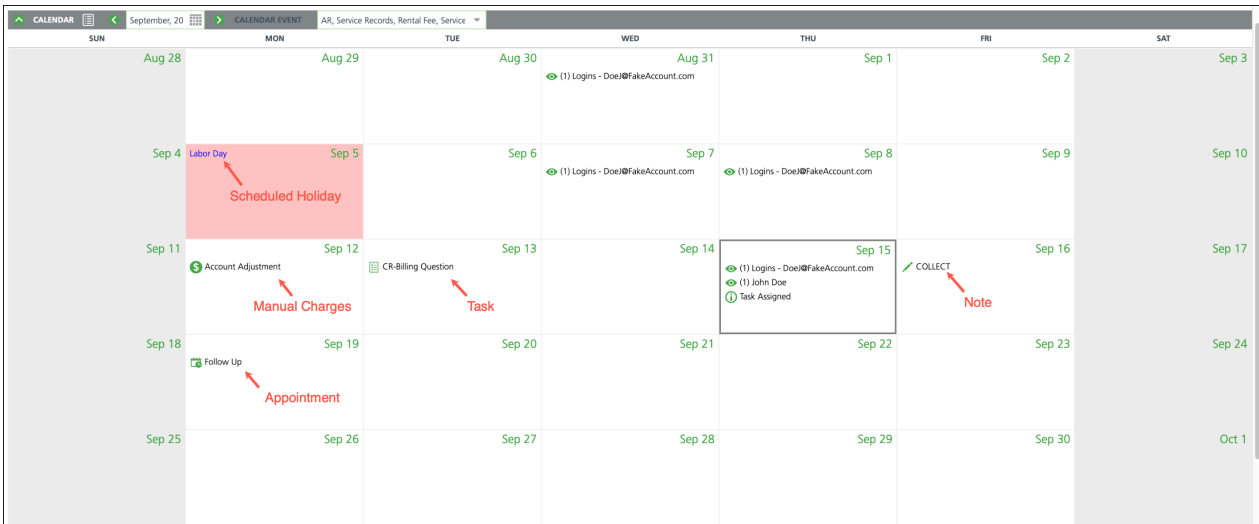 CALENDAR September, 20 CALENDAR EVENT AR, Service Records, Rental Fee, Service
SUN MON TUE WED THU FRI SAT
Aug 28 Aug 29 Aug 30 Aug 31 Sep 1 Sep 2 Sep 3
(1) Logins - DoeJ@FakeAccount.com
Sep 4 Labor Day Sep 5 Sep 6 Sep 7 Sep 8 Sep 9 Sep 10
(1) Logins - DoeJ@FakeAccount.com (1) Logins - DoeJ@FakeAccount.com
Scheduled Holiday
Sep 11 Sep 12 Sep 13 Sep 14 Sep 15 Sep 16 Sep 17
Account Adjustment CR-Billing Question (1) Logins - DoeJ@FakeAccount.com COLLECT
(1) John Doe
Task Assigned
Manual Charges Task Note
Sep 18 Sep 19 Sep 20 Sep 21 Sep 22 Sep 23 Sep 24
Follow Up
Appointment
Sep 25 Sep 26 Sep 27 Sep 28 Sep 29 Sep 30 Oct 1